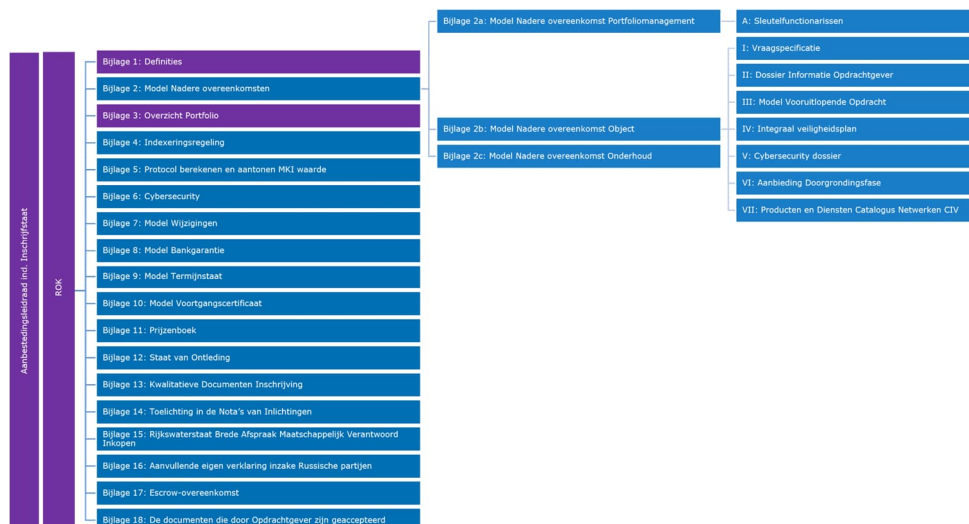 Aanbestedingsleidraad incl. Inschrijfstaat
ROK
Bijlage 1: Definities
Bijlage 2: Model Nadere overeenkomsten
Bijlage 3: Overzicht Portfolio
Bijlage 4: Indexeringsregeling
Bijlage 5: Protocol berekenen en aantonen MKI waarde
Bijlage 6: Cybersecurity
Bijlage 7: Model Wijzigingen
Bijlage 8: Model Bankgarantie
Bijlage 9: Model Termijnstaat
Bijlage 10: Model Voortgangscertificaat
Bijlage 11: Prijzenboek
Bijlage 12: Staat van Ontleding
Bijlage 13: Kwalitatieve Documenten Inschrijving
Bijlage 14: Toelichting in de Nota's van Inlichtingen
Bijlage 15: Rijkswaterstaat Brede Afspraak Maatschappelijk Verantwoord
Inkopen
Bijlage 16: Aanvullende eigen verklaring inzake Russische partijen
Bijlage 17: Escrow-overeenkomst
Bijlage 18: De documenten die door Opdrachtgever zijn geaccepteerd
Bijlage 2a: Model Nadere overeenkomst Portfoliomanagement
Bijlage 2b: Model Nadere overeenkomst Object
Bijlage 2c: Model Nadere overeenkomst Onderhoud
A: Sleutelfunctionarissen
I: Vraagspecificatie
II: Dossier Informatie Opdrachtgever
III: Model Vooruitlopende Opdracht
IV: Integraal veiligheidsplan
V: Cybersecurity dossier
VI: Aanbieding Doorgrondingsfase
VII: Producten en Diensten Catalogus Netwerken CIV